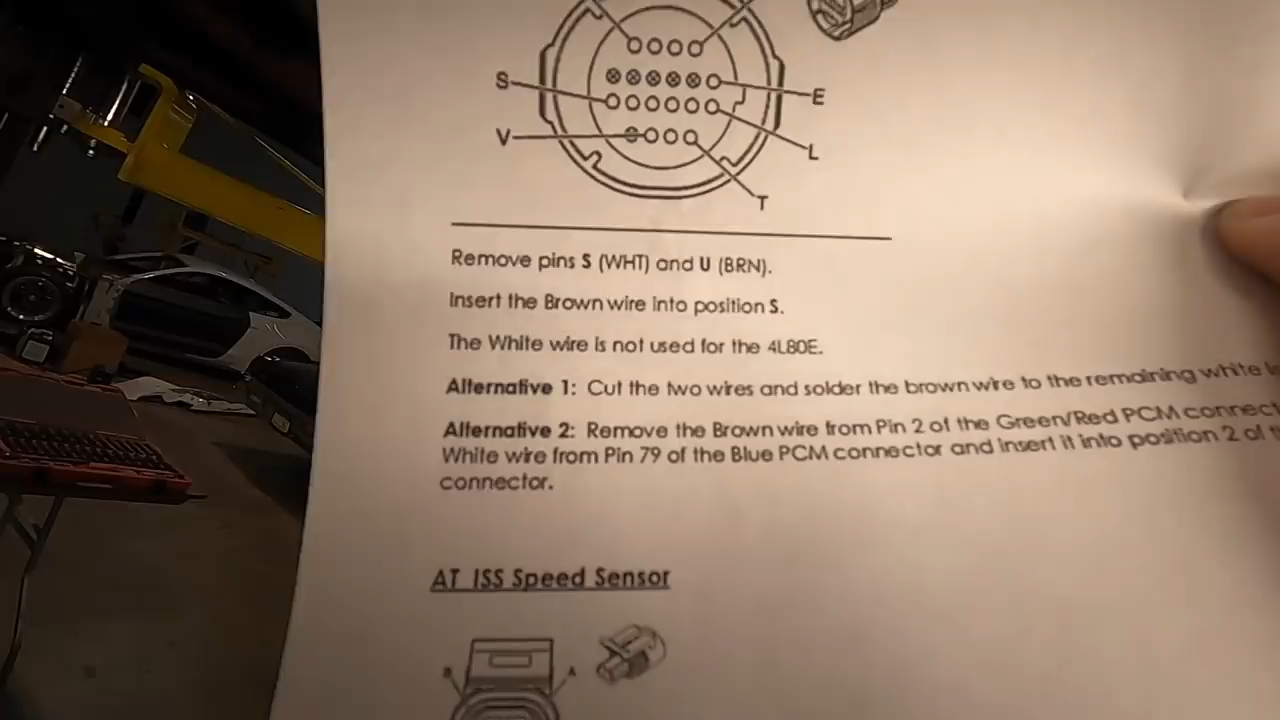 S
E
V
L
T
Remove pins S (WHT) and U (BRN).
Insert the Brown wire into position S.
The White wire is not used for the 4L80E.
Alternative 1: Cut the two wires and solder the brown wire to the remaining white
Alternative 2: Remove the Brown wire from Pin 2 of the Green/Red PCM connect
White wire from Pin 79 of the Blue PCM connector and insert it into position 2 of
connector.
AT ISS Speed Sensor
A